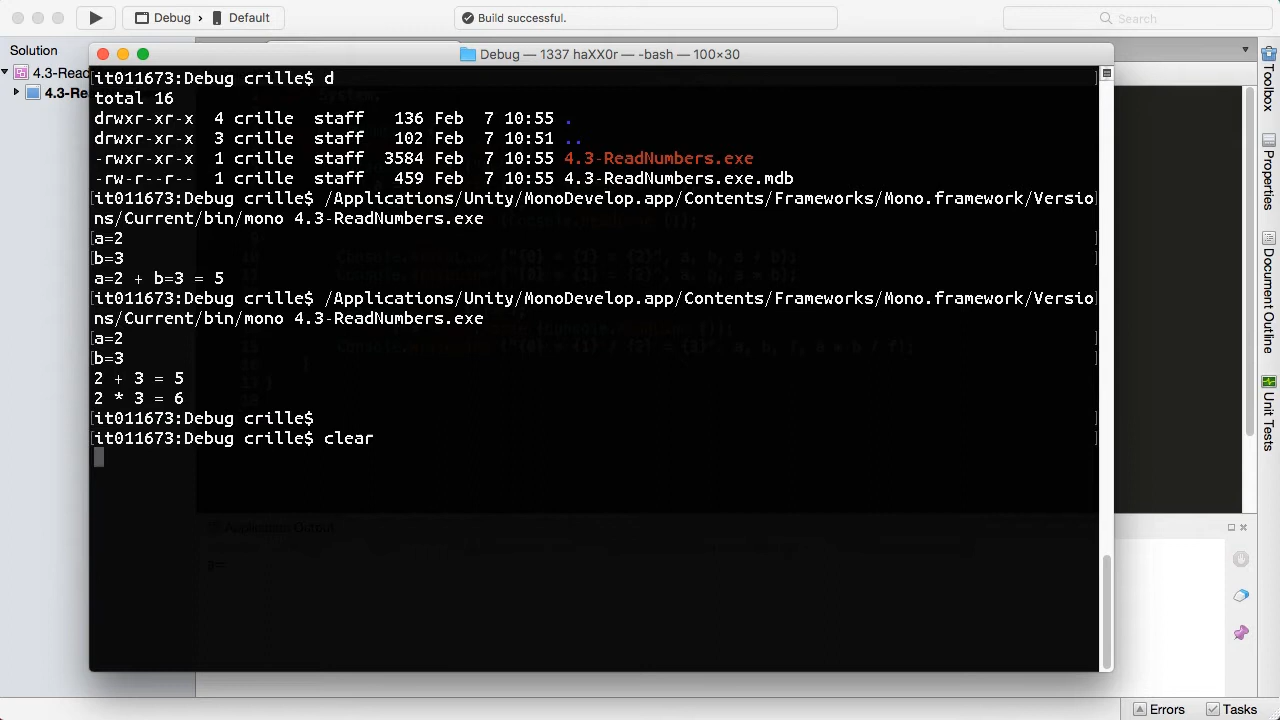 Debug › Default
Build successful.
Search
Solution
4.3-Read
4.3-Re
Debug — 1337 haXX0r — -bash — 100×30
[it011673:Debug crille$ d ]
total 16
drwxr-xr-x 4 crille staff 136 Feb 7 10:55 .
drwxr-xr-x 3 crille staff 102 Feb 7 10:51 ..
-rwxr-xr-x 1 crille staff 3584 Feb 7 10:55 4.3-ReadNumbers.exe
-rw-r--r-- 1 crille staff 459 Feb 7 10:55 4.3-ReadNumbers.exe.mdb
[it011673:Debug crille$ /Applications/Unity/MonoDevelop.app/Contents/Frameworks/Mono.framework/Versio]
ns/Current/bin/mono 4.3-ReadNumbers.exe
[a=2 ]
[b=3 ]
a=2 + b=3 = 5
[it011673:Debug crille$ /Applications/Unity/MonoDevelop.app/Contents/Frameworks/Mono.framework/Versio]
ns/Current/bin/mono 4.3-ReadNumbers.exe
[a=2 ]
[b=3 ]
2 + 3 = 5
2 * 3 = 6
[it011673:Debug crille$ ]
[it011673:Debug crille$ clear ]
Application Output
a=
Toolbox
Properties
Document Outline
Unit Tests
Errors
Tasks